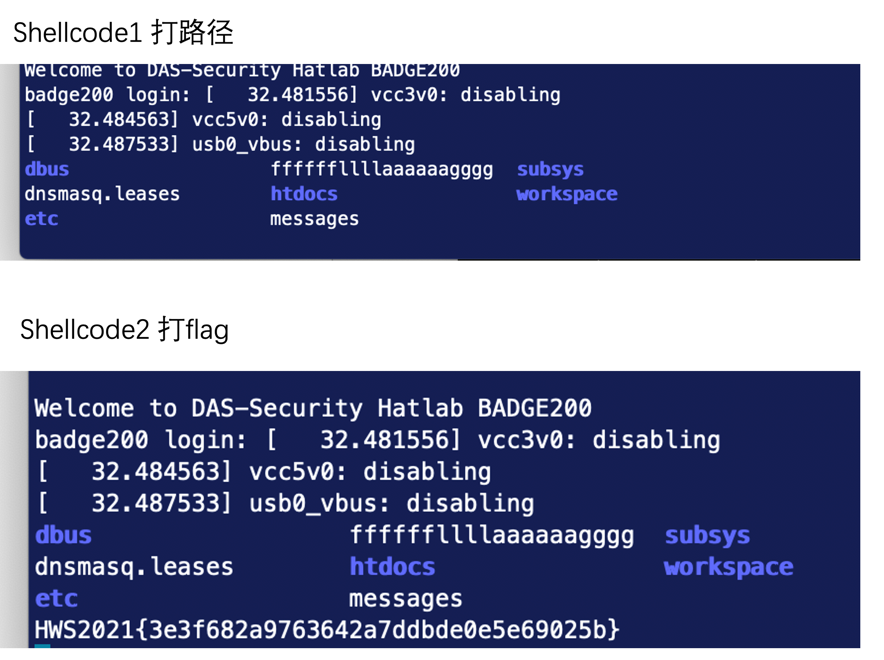 Shellcode1 打路径
Welcome to DAS-Security Hatlab BADGE200
badge200 login: [   32.481556] vcc3v0: disabling
[   32.484563] vcc5v0: disabling
[   32.487533] usb0_vbus: disabling
dbus ffffffllllaaaaaagggg subsys
dnsmasq.leases htdocs workspace
etc messages
Shellcode2 打flag
Welcome to DAS-Security Hatlab BADGE200
badge200 login: [   32.481556] vcc3v0: disabling
[   32.484563] vcc5v0: disabling
[   32.487533] usb0_vbus: disabling
dbus ffffffllllaaaaaagggg subsys
dnsmasq.leases htdocs workspace
etc messages
HWS2021{3e3f682a9763642a7ddbde0e5e69025b}